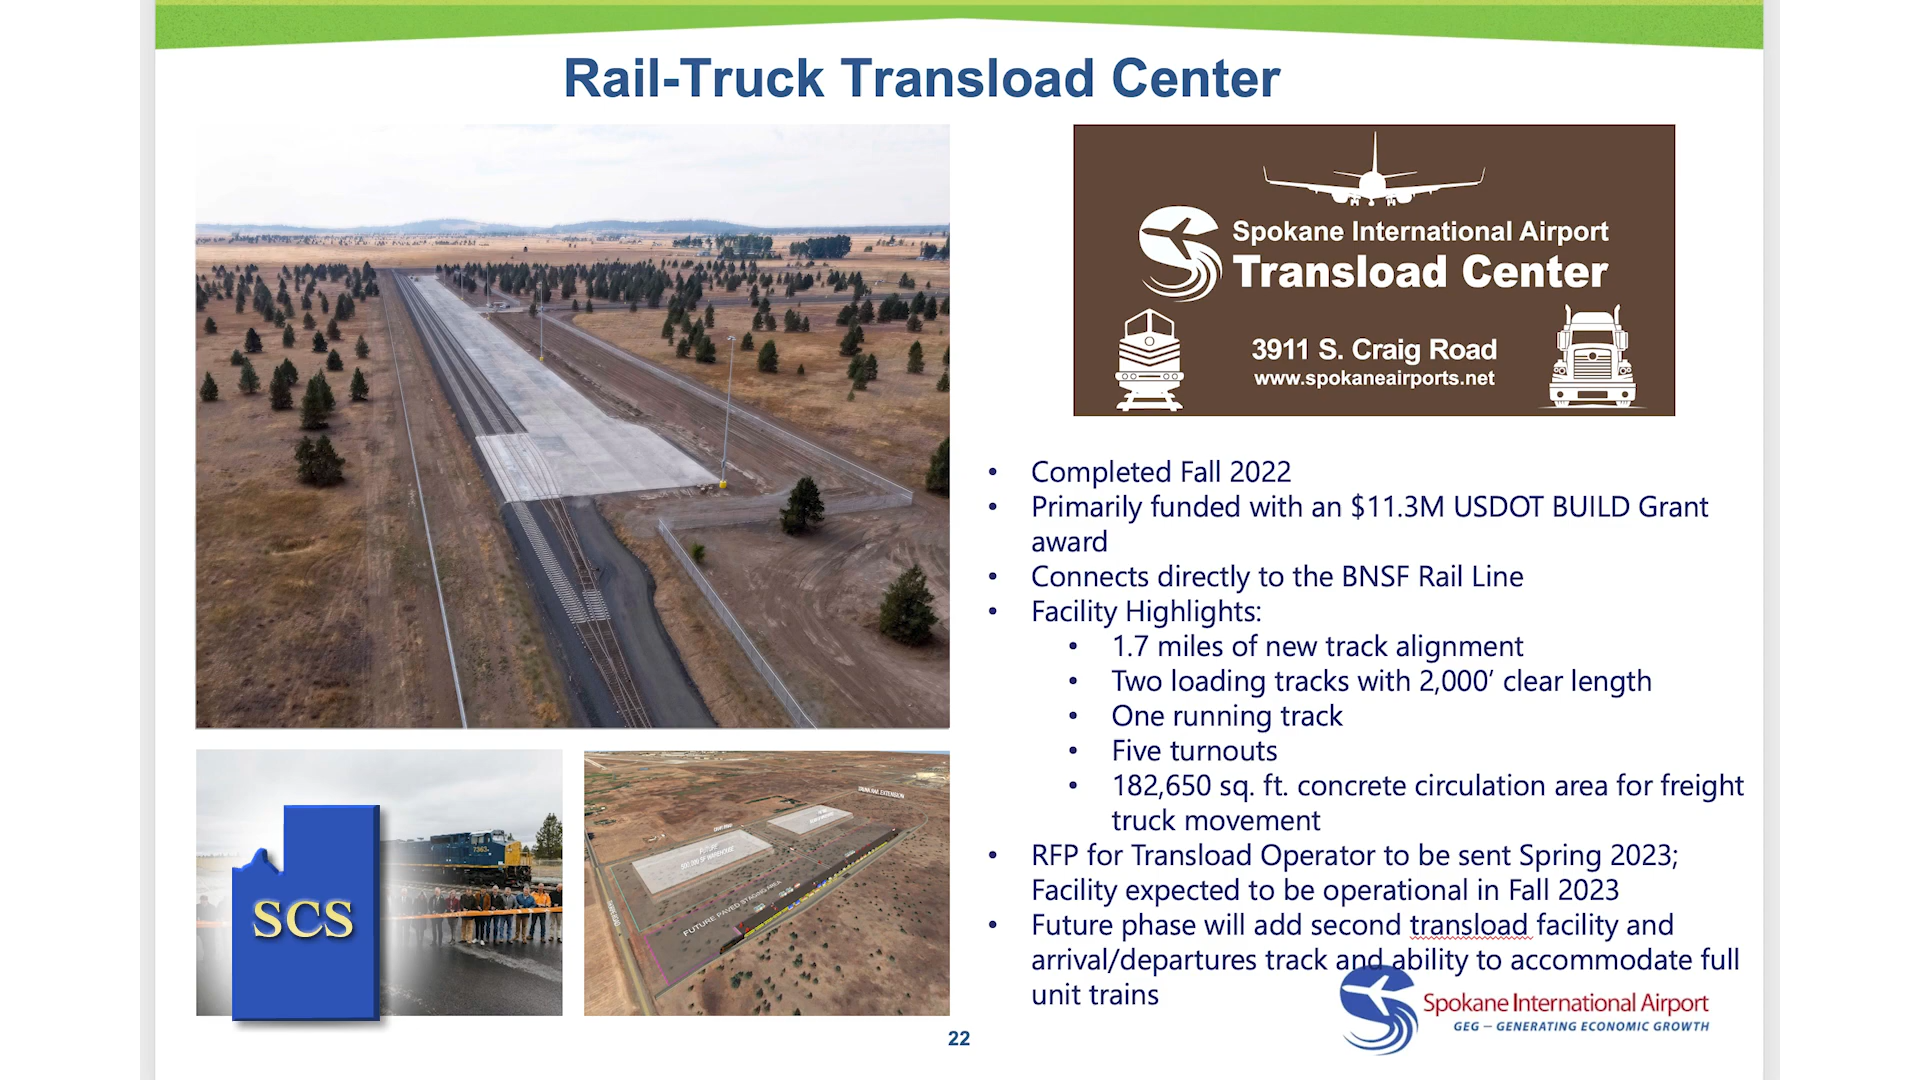 Rail-Truck Transload Center
Spokane International Airport
Transload Center
3911 S. Craig Road
www.spokaneairports.net
• Completed Fall 2022
• Primarily funded with an $11.3M USDOT BUILD Grant
award
• Connects directly to the BNSF Rail Line
• Facility Highlights:
• 1.7 miles of new track alignment
• Two loading tracks with 2,000’ clear length
• One running track
• Five turnouts
• 182,650 sq. ft. concrete circulation area for freight
truck movement
• RFP for Transload Operator to be sent Spring 2023;
Facility expected to be operational in Fall 2023
• Future phase will add second transload facility and
arrival/departures track and ability to accommodate full
unit trains
7363
SCS
FUTURE
WAREHOUSE
FUTURE PAVED STAGING AREA
RAIL EXTENSION
Spokane International Airport
GEG – GENERATING ECONOMIC GROWTH
22